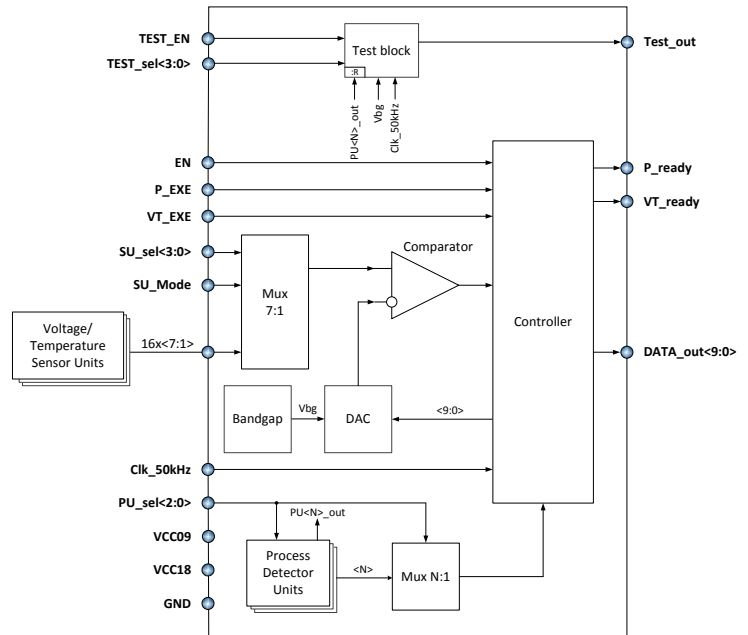 TEST_EN
TEST_sel<3:0>
Test block
:R
Test_out
PU<N>_out
Vbg
Clk_50kHz
EN
P_EXE
VT_EXE
SU_sel<3:0>
SU_Mode
Mux
7:1
Comparator
Controller
P_ready
VT_ready
Voltage/
Temperature
Sensor Units
16x<7:1>
DATA_out<9:0>
Bandgap
Vbg
DAC
<9:0>
Clk_50kHz
PU_sel<2:0>
PU<N>_out
VCC09
Process
Detector
Units
<N>
Mux N:1
VCC18
GND